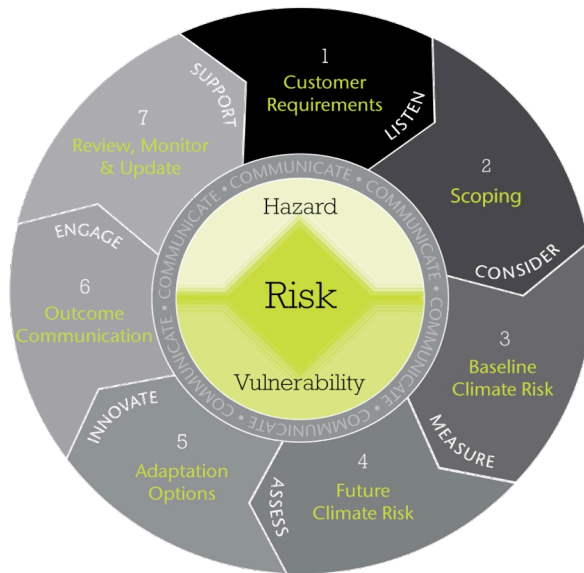 1
Customer
Requirements
LISTEN
2
Scoping
CONSIDER
3
Baseline
Climate Risk
MEASURE
4
Future
Climate Risk
ASSESS
5
Adaptation
Options
INNOVATE
6
Outcome
Communication
ENGAGE
7
Review, Monitor
& Update
SUPPORT
COMMUNICATE • COMMUNICATE • COMMUNICATE • COMMUNICATE • COMMUNICATE • COMMUNICATE • COMMUNICATE •
Hazard
Risk
Vulnerability